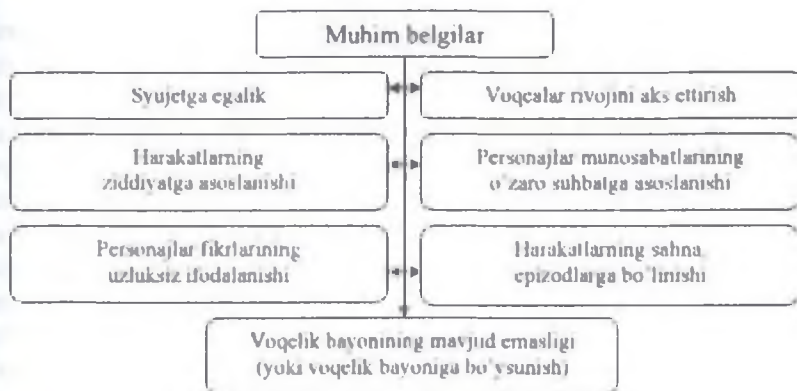 Muhim belgilar
Syujetga egalik
Voqealar rivojini aks ettirish
Harakatlarning
ziddiyatga asoslanishi
Personajlar munosabatlarining
o'zaro suhbatga asoslanishi
Personajlar fikrlarining
uzluksiz ifodalanishi
Harakatlarning sahna,
epizodlarga bo'linishi
Voqelik bayonining mavjud emasligi
(yoki voqelik bayoniga bo'ysunish)